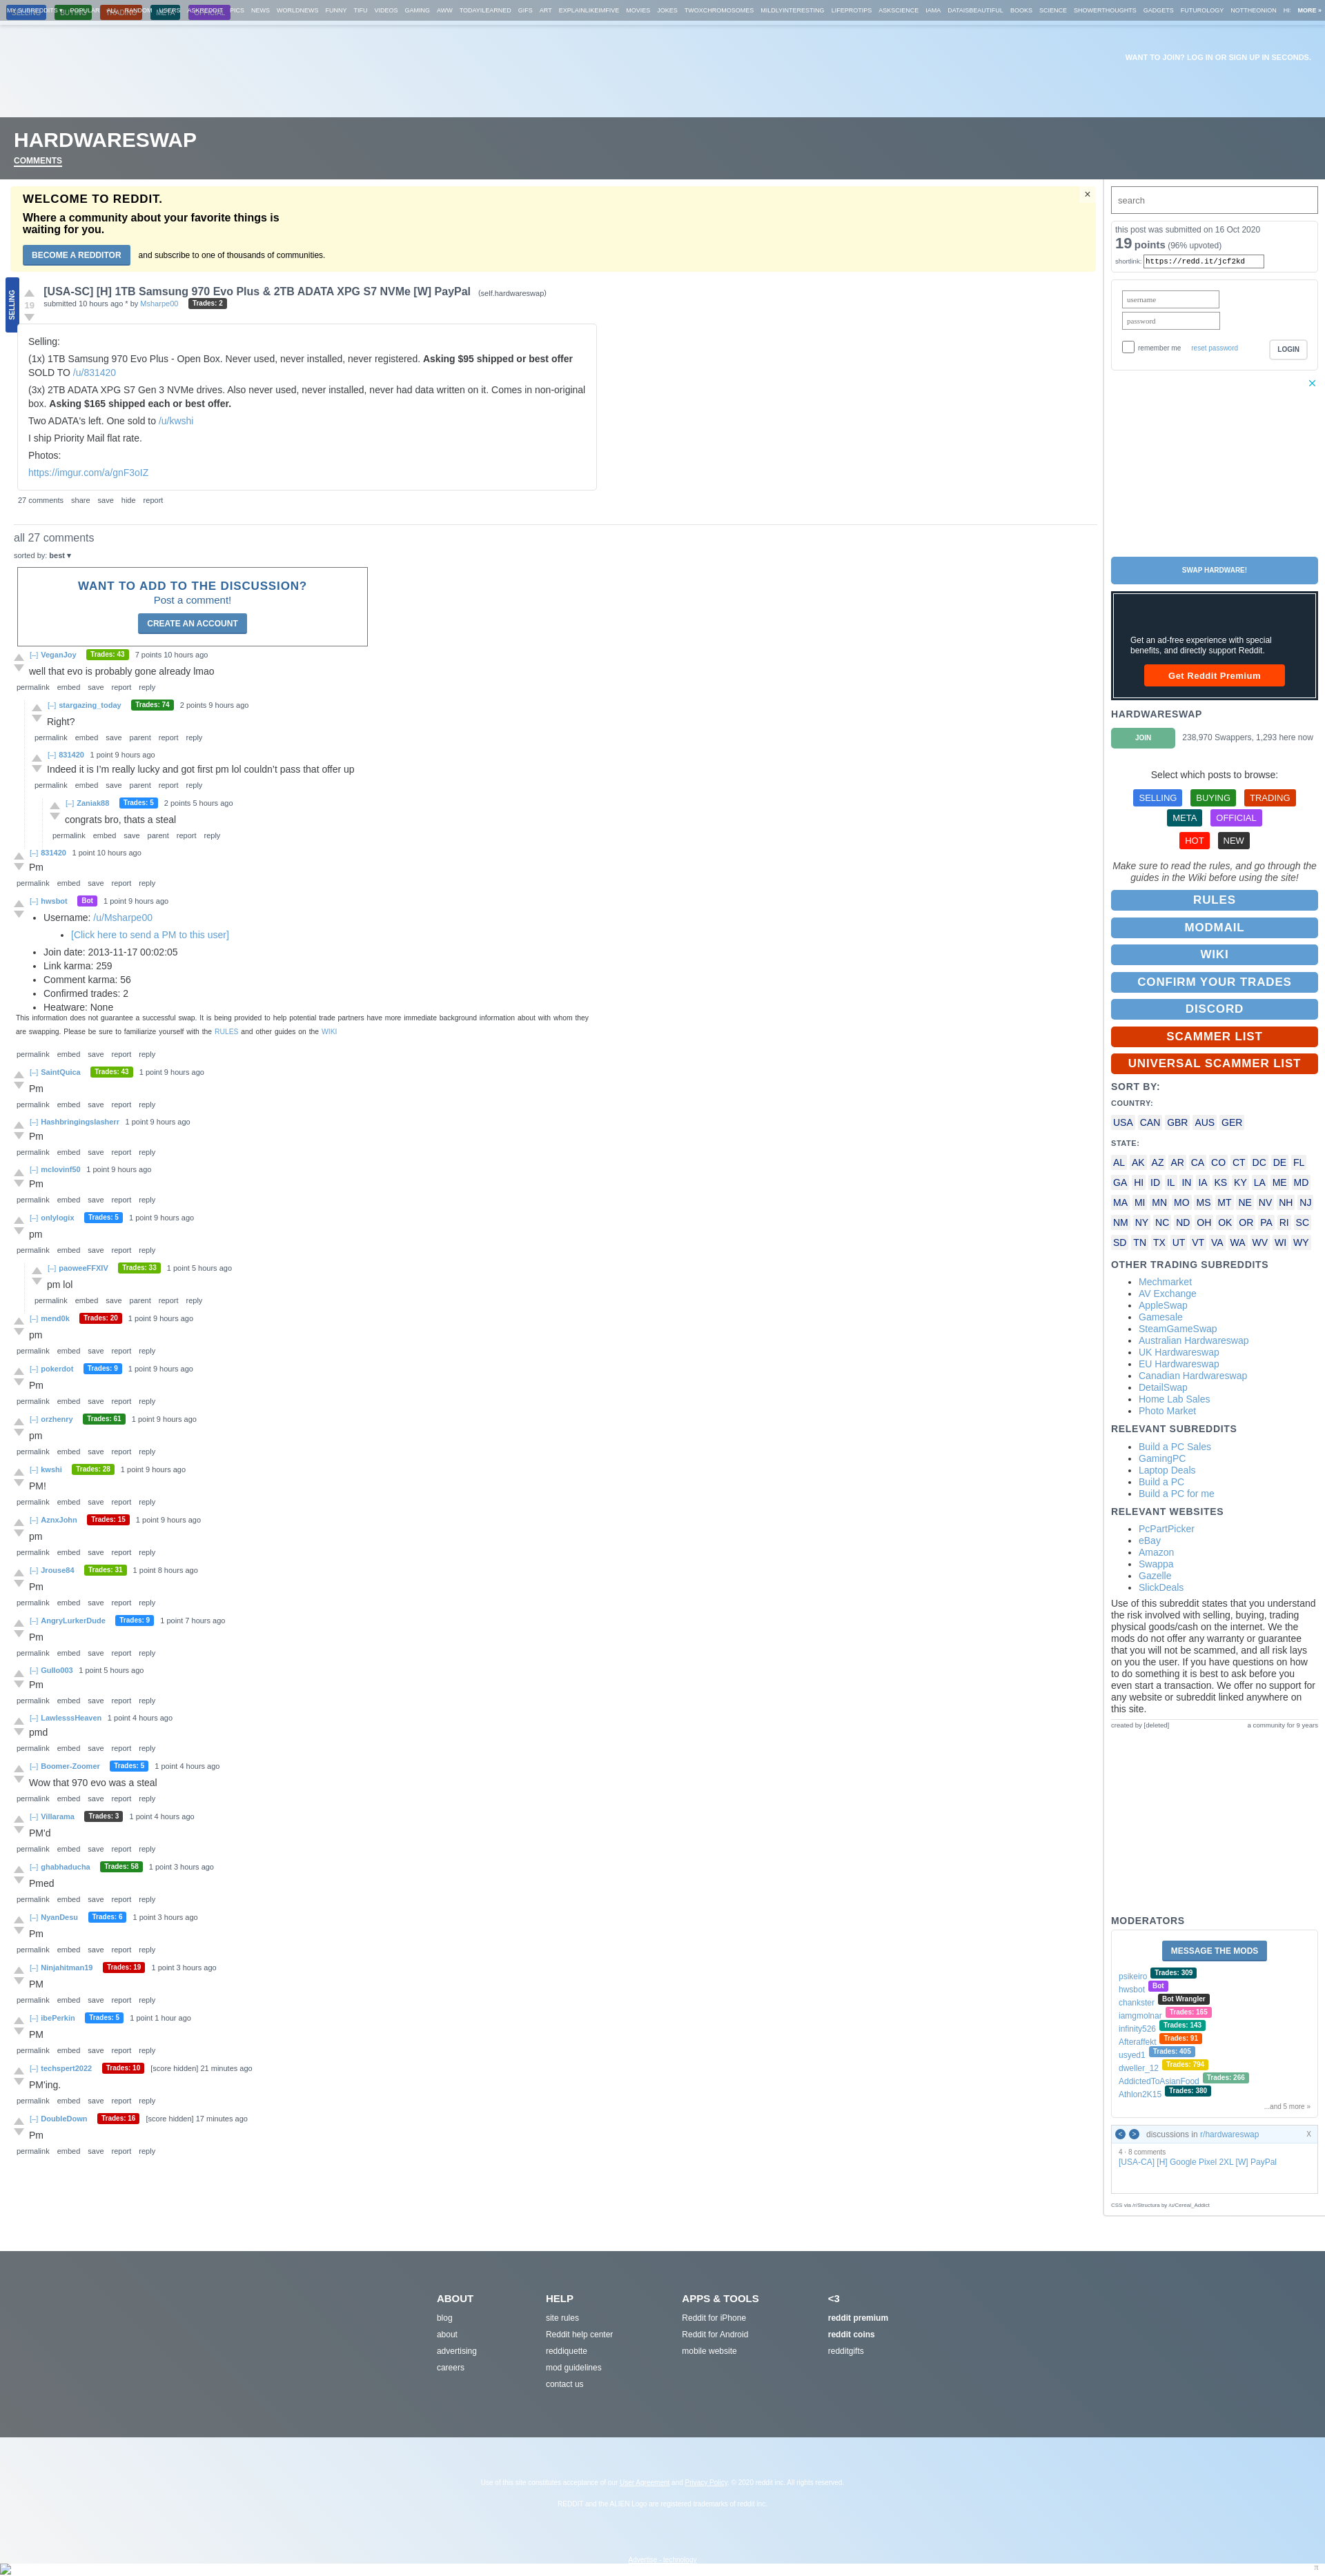 MY SUBREDDITS ▾ POPULAR ALL RANDOM USERS ASKREDDIT PICS NEWS WORLDNEWS FUNNY TIFU VIDEOS GAMING AWW TODAYILEARNED GIFS ART EXPLAINLIKEIMFIVE MOVIES JOKES TWOXCHROMOSOMES MILDLYINTERESTING LIFEPROTIPS ASKSCIENCE IAMA DATAISBEAUTIFUL BOOKS SCIENCE SHOWERTHOUGHTS GADGETS FUTUROLOGY NOTTHEONION HI MORE »
SELLING BUYING TRADING META OFFICIAL
WANT TO JOIN? LOG IN OR SIGN UP IN SECONDS.
HARDWARESWAP
COMMENTS
WELCOME TO REDDIT.
Where a community about your favorite things is
waiting for you.
BECOME A REDDITOR and subscribe to one of thousands of communities.
×
SELLING
19
[USA-SC] [H] 1TB Samsung 970 Evo Plus & 2TB ADATA XPG S7 NVMe [W] PayPal (self.hardwareswap)
submitted 10 hours ago * by Msharpe00 Trades: 2
Selling:
(1x) 1TB Samsung 970 Evo Plus - Open Box. Never used, never installed, never registered. Asking $95 shipped or best offer
SOLD TO /u/831420
(3x) 2TB ADATA XPG S7 Gen 3 NVMe drives. Also never used, never installed, never had data written on it. Comes in non-original
box. Asking $165 shipped each or best offer.
Two ADATA's left. One sold to /u/kwshi
I ship Priority Mail flat rate.
Photos:
https://imgur.com/a/gnF3oIZ
27 comments share save hide report
all 27 comments
sorted by: best ▾
WANT TO ADD TO THE DISCUSSION?
Post a comment!
CREATE AN ACCOUNT
[–] VeganJoy Trades: 43 7 points 10 hours ago
well that evo is probably gone already lmao
permalink embed save report reply
[–] stargazing_today Trades: 74 2 points 9 hours ago
Right?
permalink embed save parent report reply
[–] 831420 1 point 9 hours ago
Indeed it is I'm really lucky and got first pm lol couldn't pass that offer up
permalink embed save parent report reply
[–] Zaniak88 Trades: 5 2 points 5 hours ago
congrats bro, thats a steal
permalink embed save parent report reply
[–] 831420 1 point 10 hours ago
Pm
permalink embed save report reply
[–] hwsbot Bot 1 point 9 hours ago
• Username: /u/Msharpe00
• [Click here to send a PM to this user]
• Join date: 2013-11-17 00:02:05
• Link karma: 259
• Comment karma: 56
• Confirmed trades: 2
• Heatware: None
This information does not guarantee a successful swap. It is being provided to help potential trade partners have more immediate background information about with whom they
are swapping. Please be sure to familiarize yourself with the RULES and other guides on the WIKI
permalink embed save report reply
[–] SaintQuica Trades: 43 1 point 9 hours ago
Pm
permalink embed save report reply
[–] Hashbringingslasherr 1 point 9 hours ago
Pm
permalink embed save report reply
[–] mclovinf50 1 point 9 hours ago
Pm
permalink embed save report reply
[–] onlylogix Trades: 5 1 point 9 hours ago
pm
permalink embed save report reply
[–] paoweeFFXIV Trades: 33 1 point 5 hours ago
pm lol
permalink embed save parent report reply
[–] mend0k Trades: 20 1 point 9 hours ago
pm
permalink embed save report reply
[–] pokerdot Trades: 9 1 point 9 hours ago
Pm
permalink embed save report reply
[–] orzhenry Trades: 61 1 point 9 hours ago
pm
permalink embed save report reply
[–] kwshi Trades: 28 1 point 9 hours ago
PM!
permalink embed save report reply
[–] AznxJohn Trades: 15 1 point 9 hours ago
pm
permalink embed save report reply
[–] Jrouse84 Trades: 31 1 point 8 hours ago
Pm
permalink embed save report reply
[–] AngryLurkerDude Trades: 9 1 point 7 hours ago
Pm
permalink embed save report reply
[–] Gullo003 1 point 5 hours ago
Pm
permalink embed save report reply
[–] LawlesssHeaven 1 point 4 hours ago
pmd
permalink embed save report reply
[–] Boomer-Zoomer Trades: 5 1 point 4 hours ago
Wow that 970 evo was a steal
permalink embed save report reply
[–] Villarama Trades: 3 1 point 4 hours ago
PM'd
permalink embed save report reply
[–] ghabhaducha Trades: 58 1 point 3 hours ago
Pmed
permalink embed save report reply
[–] NyanDesu Trades: 6 1 point 3 hours ago
Pm
permalink embed save report reply
[–] Ninjahitman19 Trades: 19 1 point 3 hours ago
PM
permalink embed save report reply
[–] ibePerkin Trades: 5 1 point 1 hour ago
PM
permalink embed save report reply
[–] techspert2022 Trades: 10 [score hidden] 21 minutes ago
PM'ing.
permalink embed save report reply
[–] DoubleDown Trades: 16 [score hidden] 17 minutes ago
Pm
permalink embed save report reply
search
this post was submitted on 16 Oct 2020
19 points (96% upvoted)
shortlink: https://redd.it/jcf2kd
username
password
remember me reset password LOGIN
×
SWAP HARDWARE!
Get an ad-free experience with special
benefits, and directly support Reddit.
Get Reddit Premium
HARDWARESWAP
JOIN 238,970 Swappers, 1,293 here now
Select which posts to browse:
SELLING BUYING TRADING
META OFFICIAL
HOT NEW
Make sure to read the rules, and go through the
guides in the Wiki before using the site!
RULES
MODMAIL
WIKI
CONFIRM YOUR TRADES
DISCORD
SCAMMER LIST
UNIVERSAL SCAMMER LIST
SORT BY:
COUNTRY:
USA CAN GBR AUS GER
STATE:
AL AK AZ AR CA CO CT DC DE FL
GA HI ID IL IN IA KS KY LA ME MD
MA MI MN MO MS MT NE NV NH NJ
NM NY NC ND OH OK OR PA RI SC
SD TN TX UT VT VA WA WV WI WY
OTHER TRADING SUBREDDITS
• Mechmarket
• AV Exchange
• AppleSwap
• Gamesale
• SteamGameSwap
• Australian Hardwareswap
• UK Hardwareswap
• EU Hardwareswap
• Canadian Hardwareswap
• DetailSwap
• Home Lab Sales
• Photo Market
RELEVANT SUBREDDITS
• Build a PC Sales
• GamingPC
• Laptop Deals
• Build a PC
• Build a PC for me
RELEVANT WEBSITES
• PcPartPicker
• eBay
• Amazon
• Swappa
• Gazelle
• SlickDeals
Use of this subreddit states that you understand
the risk involved with selling, buying, trading
physical goods/cash on the internet. We the
mods do not offer any warranty or guarantee
that you will not be scammed, and all risk lays
on you the user. If you have questions on how
to do something it is best to ask before you
even start a transaction. We offer no support for
any website or subreddit linked anywhere on
this site.
created by [deleted] a community for 9 years
MODERATORS
MESSAGE THE MODS
psikeiro Trades: 309
hwsbot Bot
chankster Bot Wrangler
iamgmolnar Trades: 165
infinity526 Trades: 143
Afteraffekt Trades: 91
usyed1 Trades: 405
dweller_12 Trades: 794
AddictedToAsianFood Trades: 266
Athlon2K15 Trades: 380
...and 5 more »
< > discussions in r/hardwareswap X
4 · 8 comments
[USA-CA] [H] Google Pixel 2XL [W] PayPal
CSS via /r/Structura by /u/Cereal_Addict
ABOUT
blog
about
advertising
careers
HELP
site rules
Reddit help center
reddiquette
mod guidelines
contact us
APPS & TOOLS
Reddit for iPhone
Reddit for Android
mobile website
<3
reddit premium
reddit coins
redditgifts
Use of this site constitutes acceptance of our User Agreement and Privacy Policy. © 2020 reddit inc. All rights reserved.
REDDIT and the ALIEN Logo are registered trademarks of reddit inc.
Advertise - technology
π